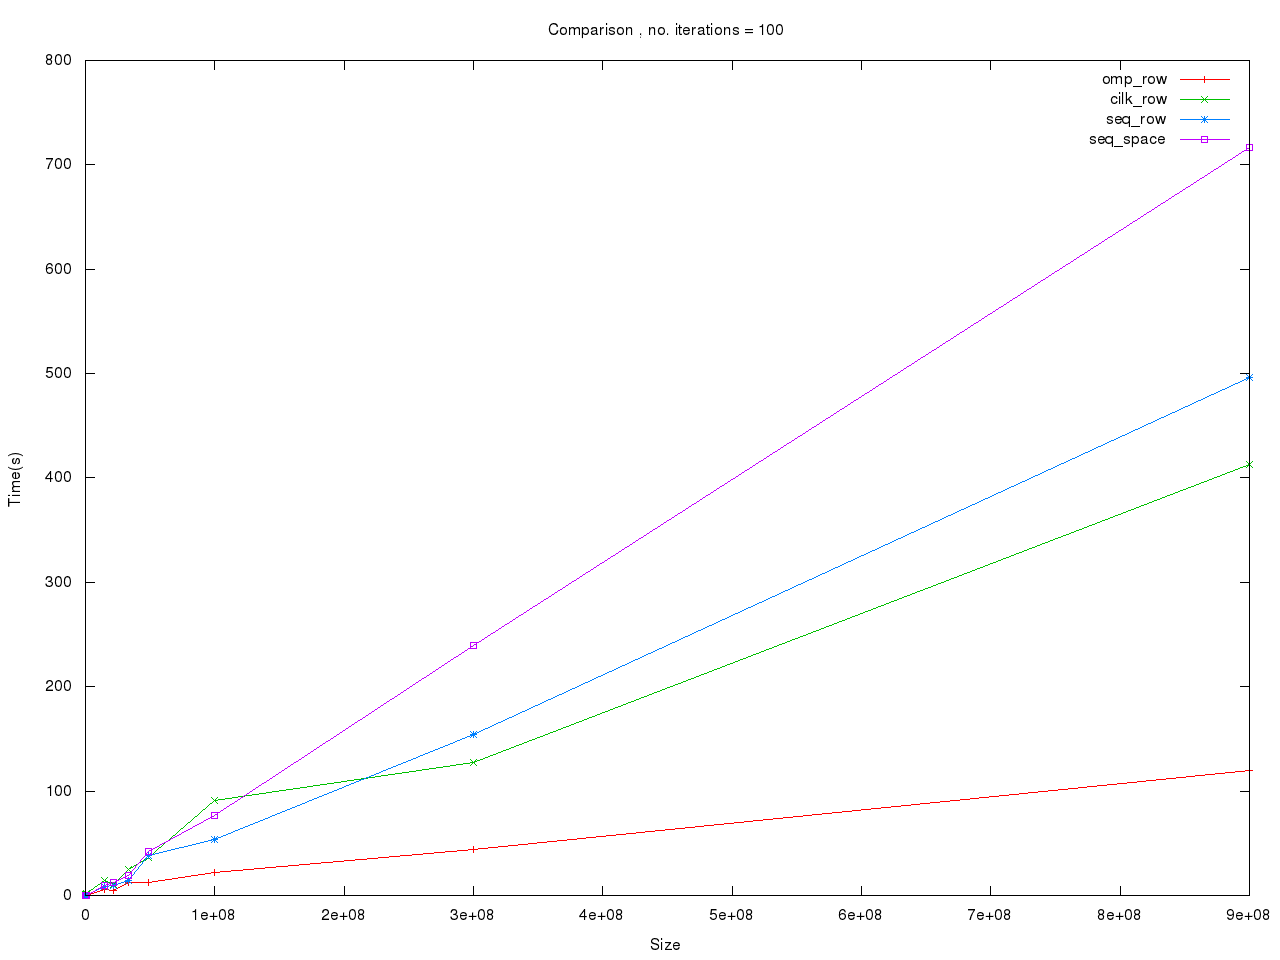 Comparison , no. iterations = 100
800
700
600
500
400
300
200
100
0
Time(s)
omp_row
cilk_row
seq_row
seq_space
0 1e+08 2e+08 3e+08 4e+08 5e+08 6e+08 7e+08 8e+08 9e+08
Size